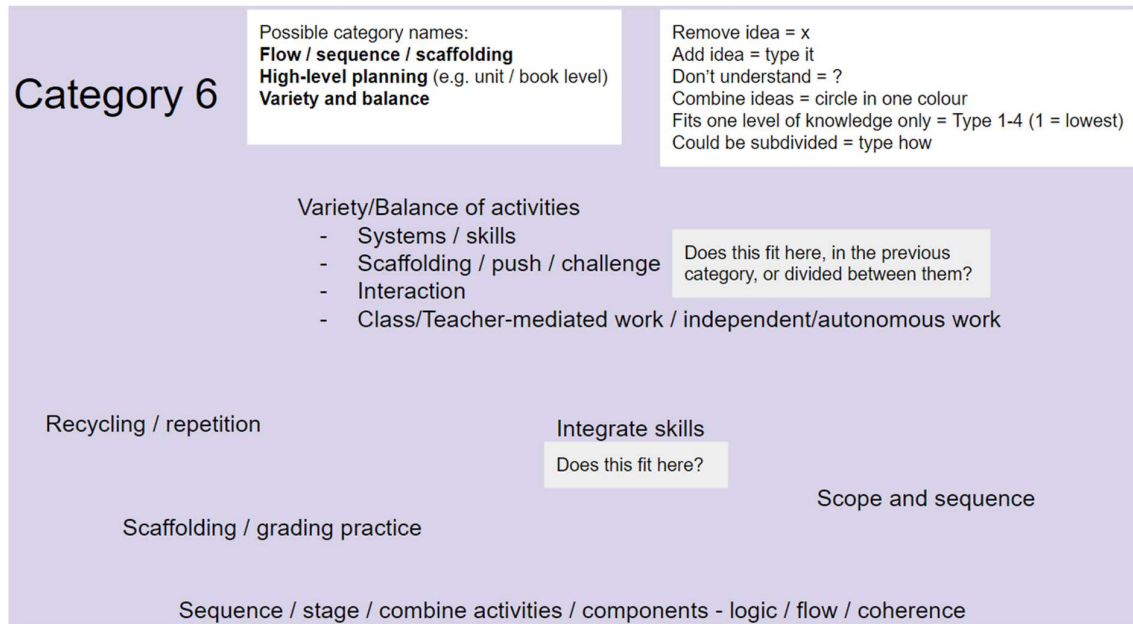 Category 6
Possible category names:
Flow / sequence / scaffolding
High-level planning (e.g. unit / book level)
Variety and balance
Remove idea = x
Add idea = type it
Don't understand = ?
Combine ideas = circle in one colour
Fits one level of knowledge only = Type 1-4 (1 = lowest)
Could be subdivided = type how
Variety/Balance of activities
- Systems / skills
- Scaffolding / push / challenge
- Interaction
- Class/Teacher-mediated work / independent/autonomous work
Does this fit here, in the previous
category, or divided between them?
Recycling / repetition
Integrate skills
Does this fit here?
Scope and sequence
Scaffolding / grading practice
Sequence / stage / combine activities / components - logic / flow / coherence